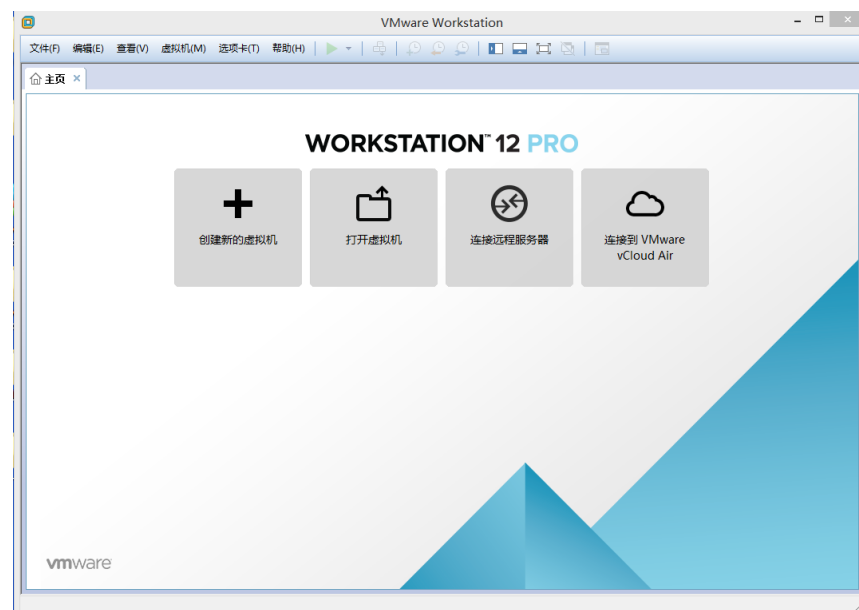 VMware Workstation
文件(F) 编辑(E) 查看(V) 虚拟机(M) 选项卡(T) 帮助(H)
主页
WORKSTATION™ 12 PRO
创建新的虚拟机
打开虚拟机
连接远程服务器
连接到 VMware
vCloud Air
vmware